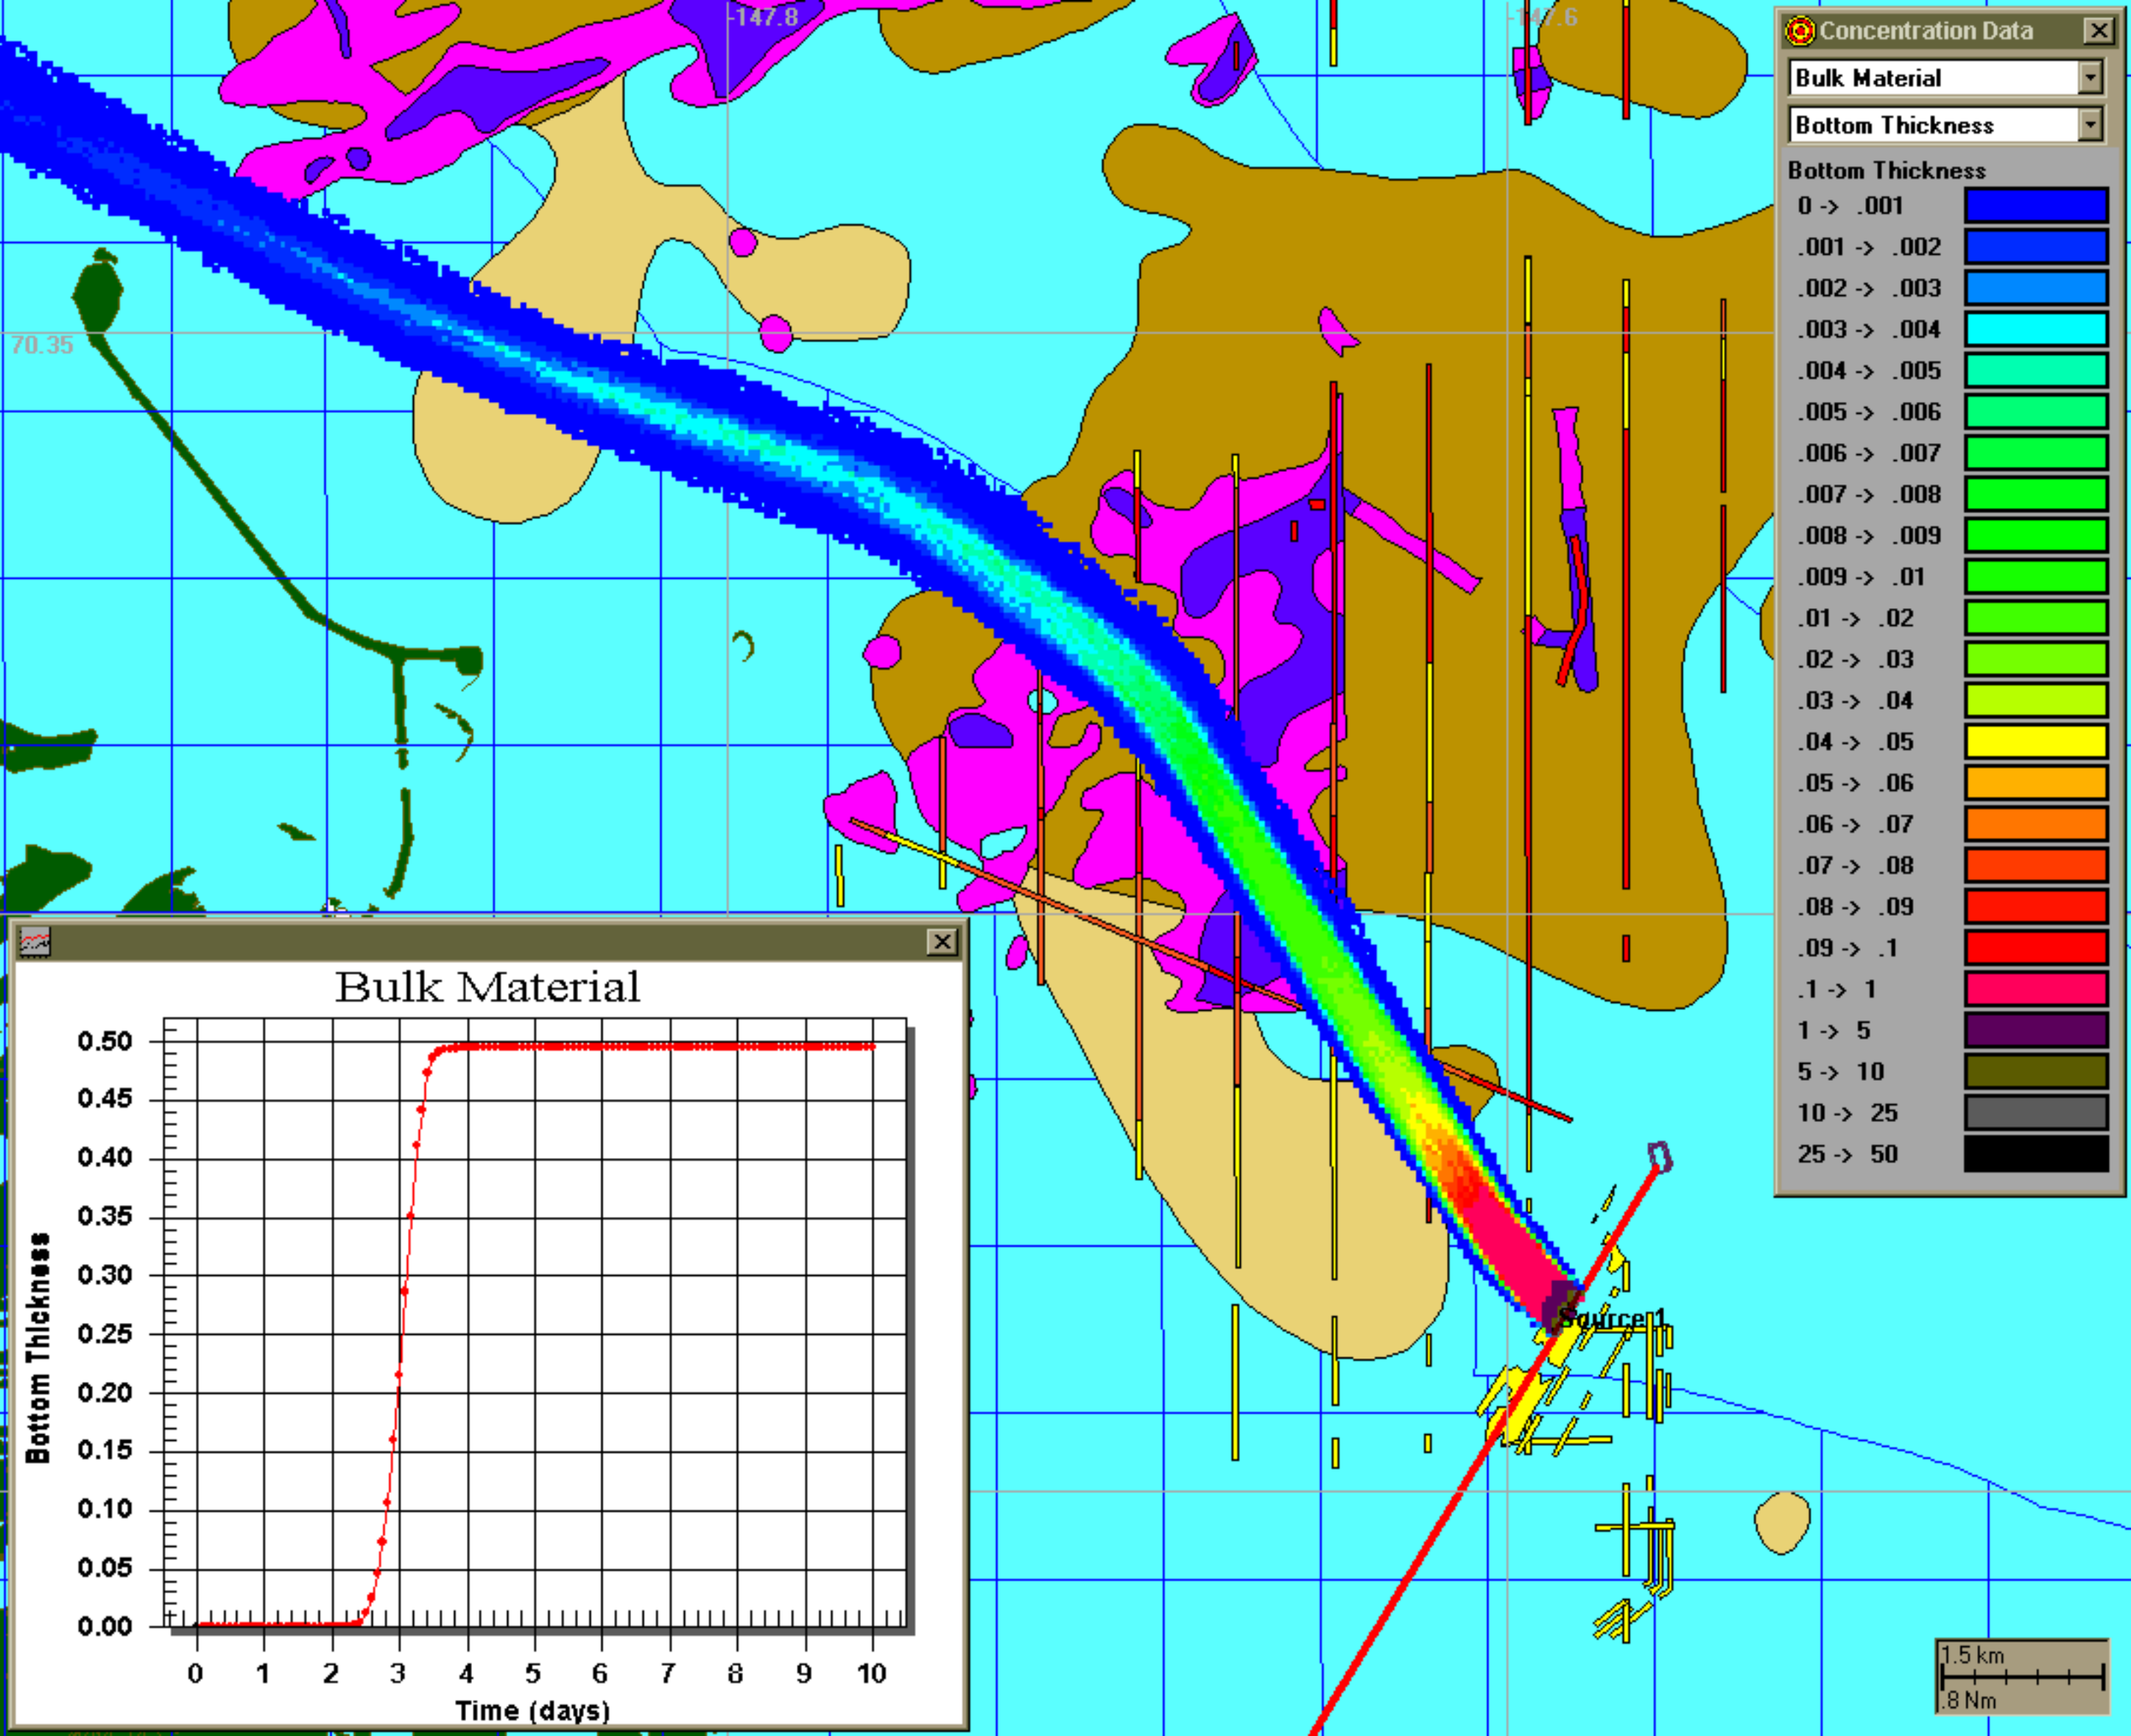 -147.8
-147.6
70.35
Concentration Data
Bulk Material
Bottom Thickness
Bottom Thickness
0 -> .001
.001 -> .002
.002 -> .003
.003 -> .004
.004 -> .005
.005 -> .006
.006 -> .007
.007 -> .008
.008 -> .009
.009 -> .01
.01 -> .02
.02 -> .03
.03 -> .04
.04 -> .05
.05 -> .06
.06 -> .07
.07 -> .08
.08 -> .09
.09 -> .1
.1 -> 1
1 -> 5
5 -> 10
10 -> 25
25 -> 50
Source 1
Bulk Material
0.50
0.45
0.40
0.35
0.30
0.25
0.20
0.15
0.10
0.05
0.00
Bottom Thickness
0 1 2 3 4 5 6 7 8 9 10
Time (days)
1.5 km
.8 Nm